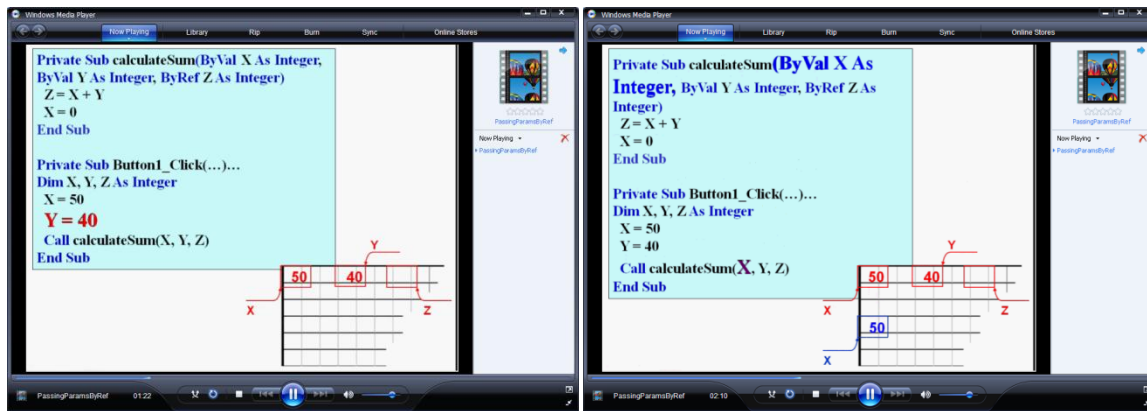 Windows Media Player
Now Playing
Library
Rip
Burn
Sync
Online Stores
Private Sub calculateSum(ByVal X As Integer,
ByVal Y As Integer, ByRef Z As Integer)
Z = X + Y
X = 0
End Sub
Private Sub Button1_Click(…)…
Dim X, Y, Z As Integer
X = 50
Y = 40
Call calculateSum(X, Y, Z)
End Sub
Y
50
40
X
Z
PassingParamsByRef
Now Playing
PassingParamsByRef
PassingParamsByRef
01:22
Windows Media Player
Now Playing
Library
Rip
Burn
Sync
Online Stores
Private Sub calculateSum(ByVal X As
Integer, ByVal Y As Integer, ByRef Z As
Integer)
Z = X + Y
X = 0
End Sub
Private Sub Button1_Click(…)…
Dim X, Y, Z As Integer
X = 50
Y = 40
Call calculateSum(X, Y, Z)
End Sub
Y
50
40
X
Z
50
X
PassingParamsByRef
Now Playing
PassingParamsByRef
PassingParamsByRef
02:10